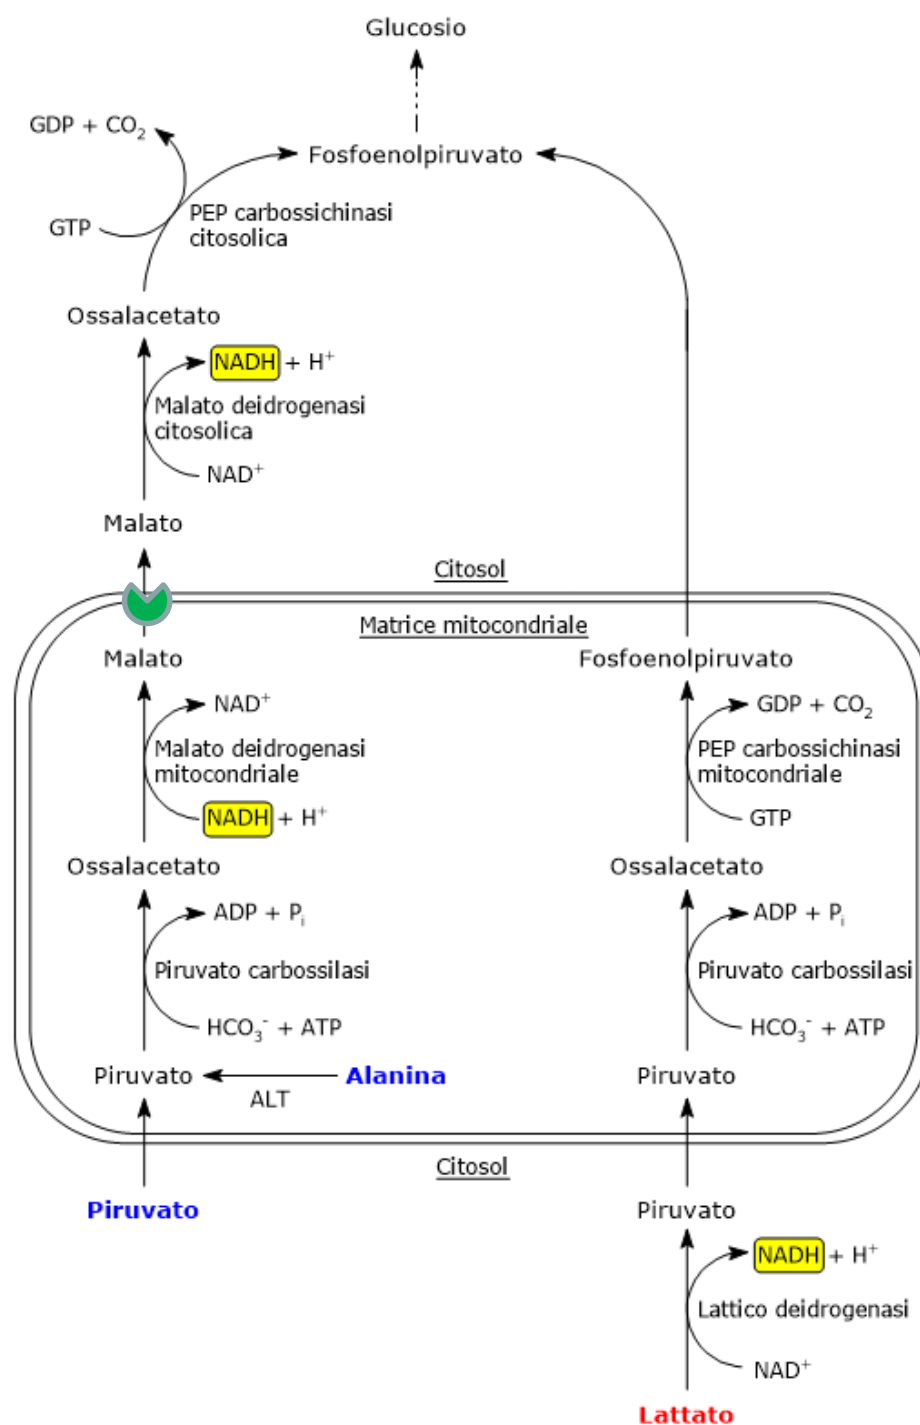 Glucosio
GDP + CO₂
Fosfoenolpiruvato
PEP carbossichinasi
citosolica
GTP
Ossalacetato
NADH + H⁺
Malato deidrogenasi
citosolica
NAD⁺
Malato
Citosol
Matrice mitocondriale
Malato
Fosfoenolpiruvato
NAD⁺
GDP + CO₂
Malato deidrogenasi
mitocondriale
PEP carbossichinasi
mitocondriale
NADH + H⁺
GTP
Ossalacetato
Ossalacetato
ADP + Pᵢ
ADP + Pᵢ
Piruvato carbossilasi
Piruvato carbossilasi
HCO₃⁻ + ATP
HCO₃⁻ + ATP
Piruvato
Alanina
Piruvato
ALT
Citosol
Piruvato
Piruvato
NADH + H⁺
Lattico deidrogenasi
NAD⁺
Lattato